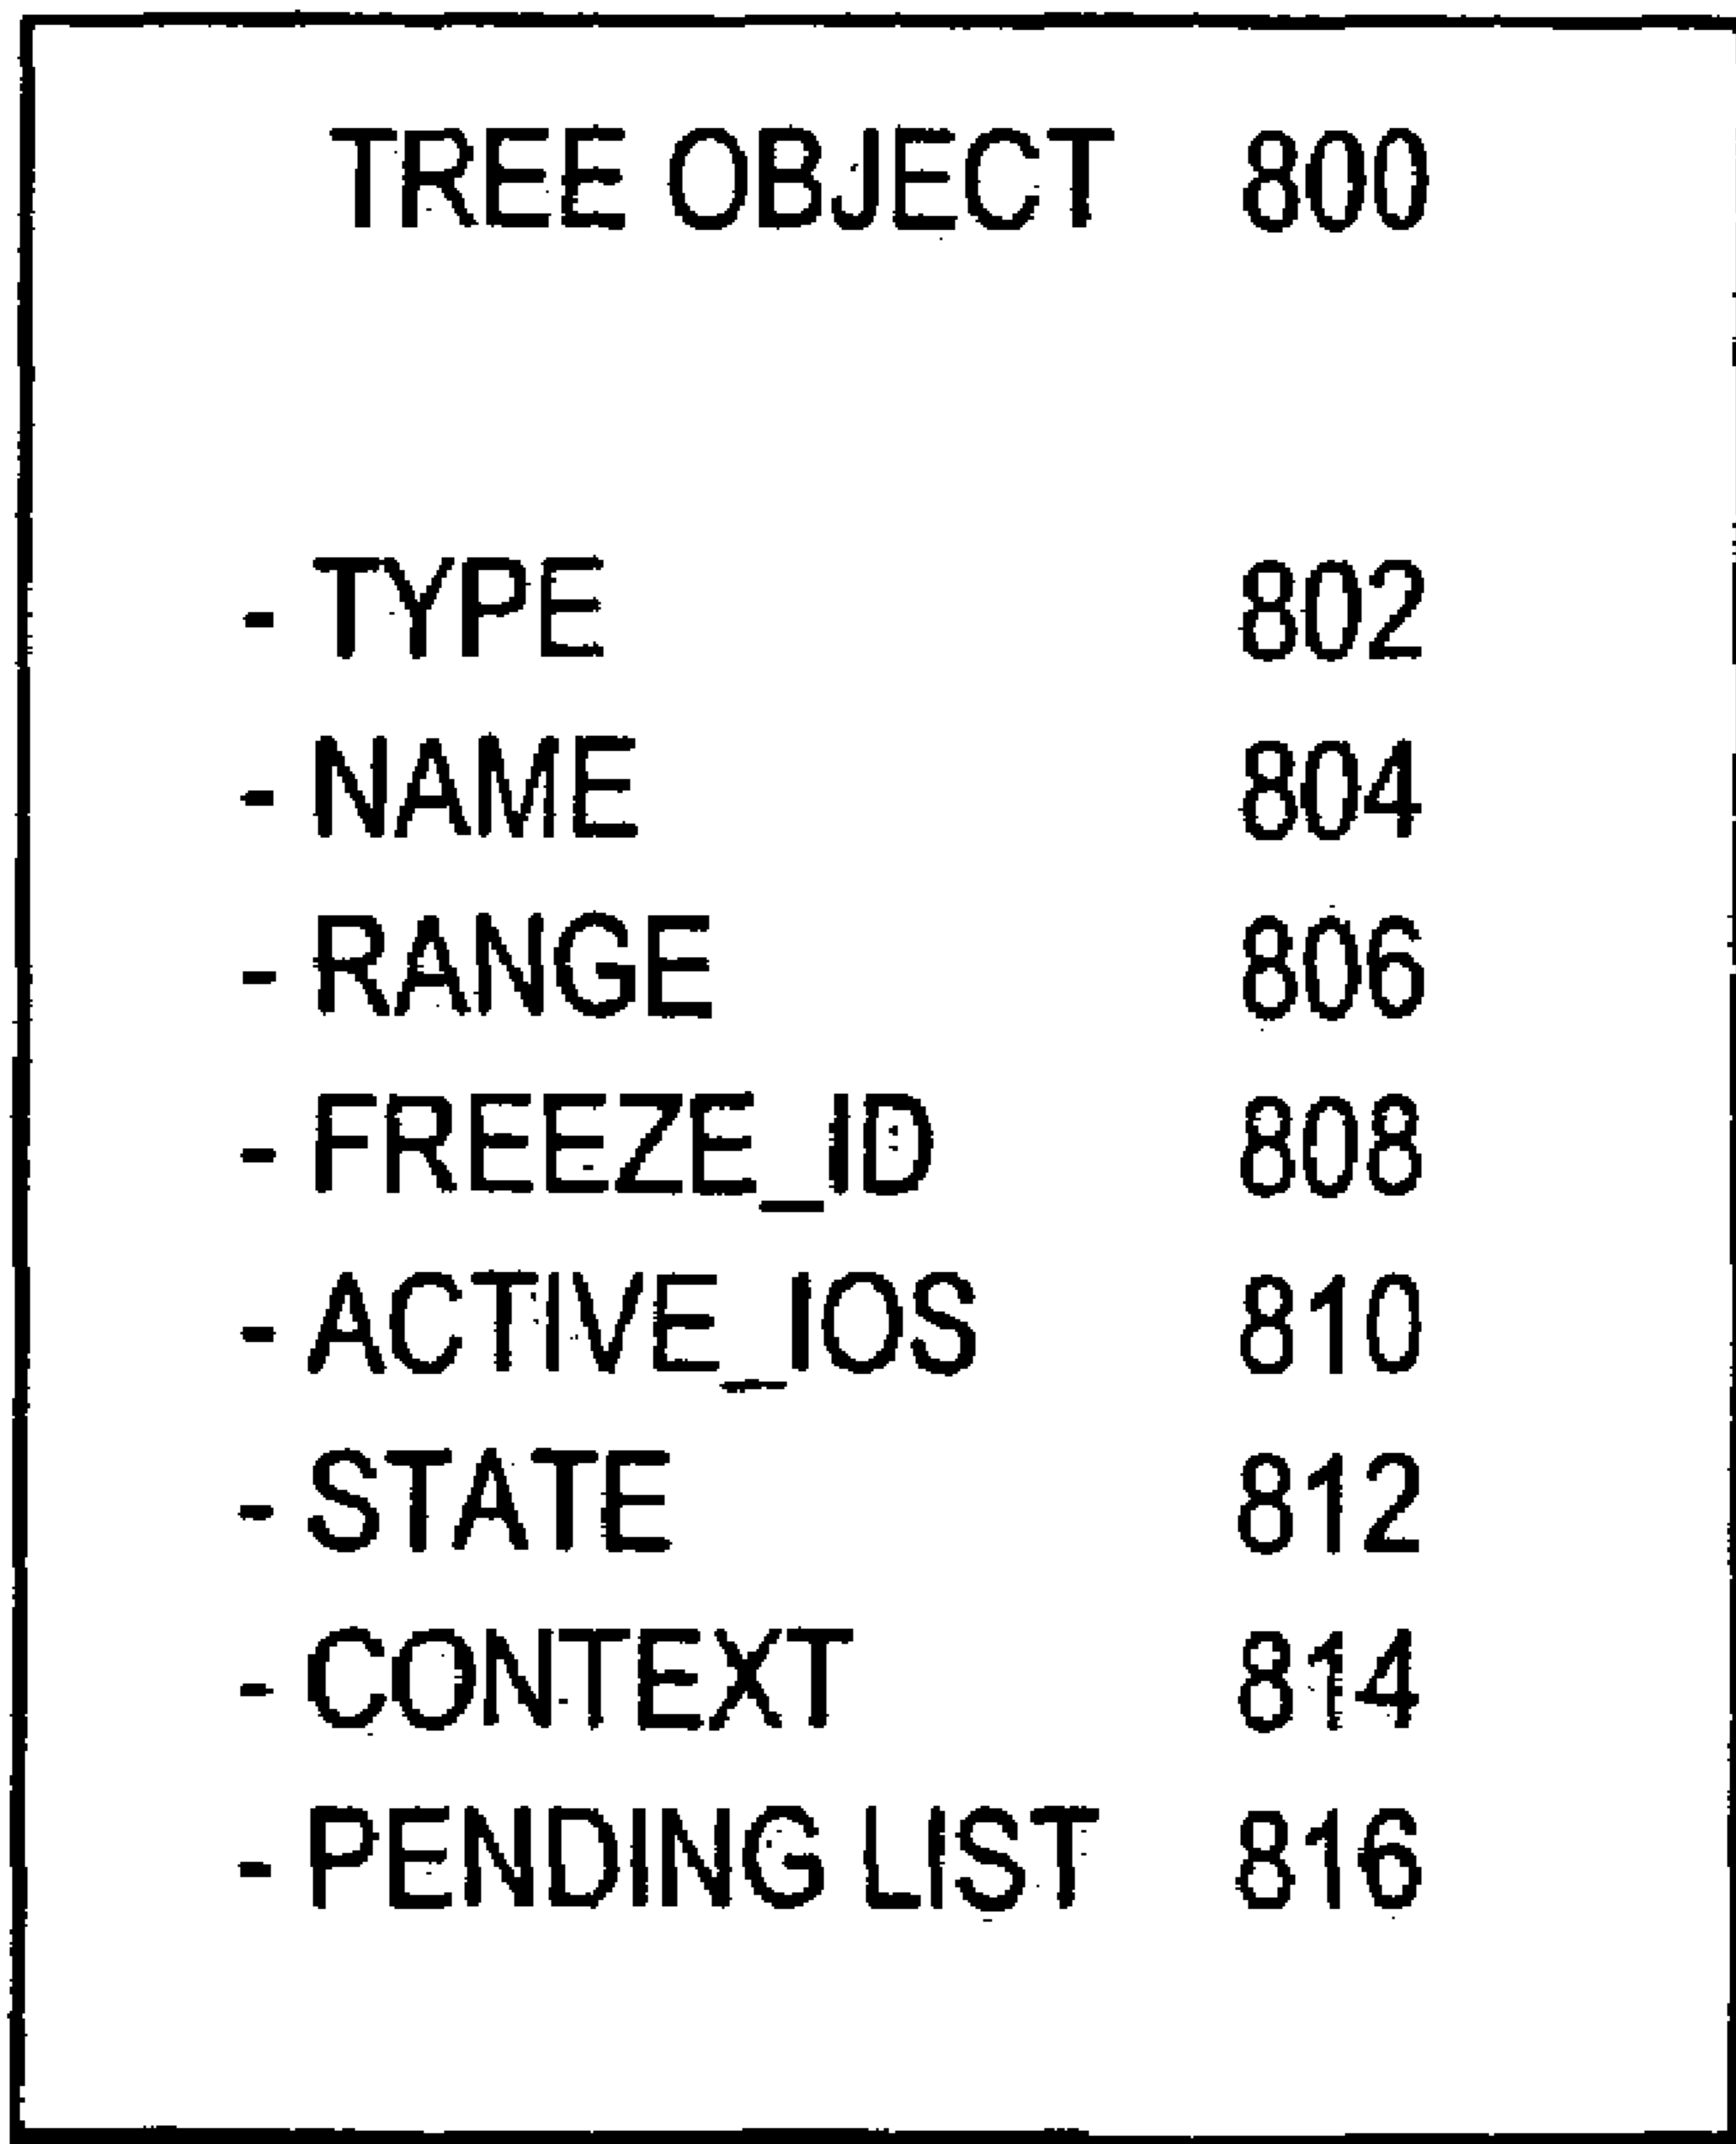 TREE OBJECT 800
- TYPE 802
- NAME 804
- RANGE 806
- FREEZE_ID 808
- ACTIVE_IOS 810
- STATE 812
- CONTEXT 814
- PENDING LIST 816